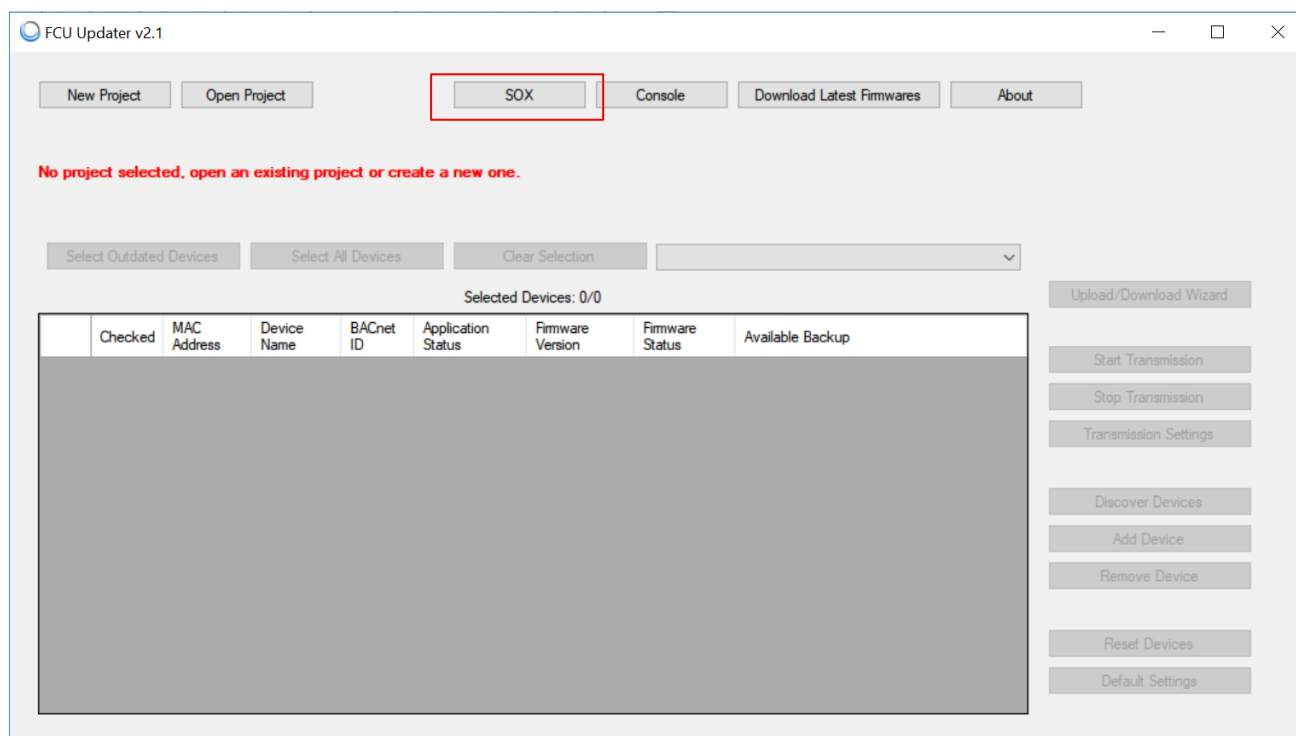 FCU Updater v2.1
New Project Open Project SOX Console Download Latest Firmwares About
No project selected, open an existing project or create a new one.
Select Outdated Devices Select All Devices Clear Selection
Selected Devices: 0/0
Upload/Download Wizard
Checked MAC Address Device Name BACnet ID Application Status Firmware Version Firmware Status Available Backup
Start Transmission
Stop Transmission
Transmission Settings
Discover Devices
Add Device
Remove Device
Reset Devices
Default Settings